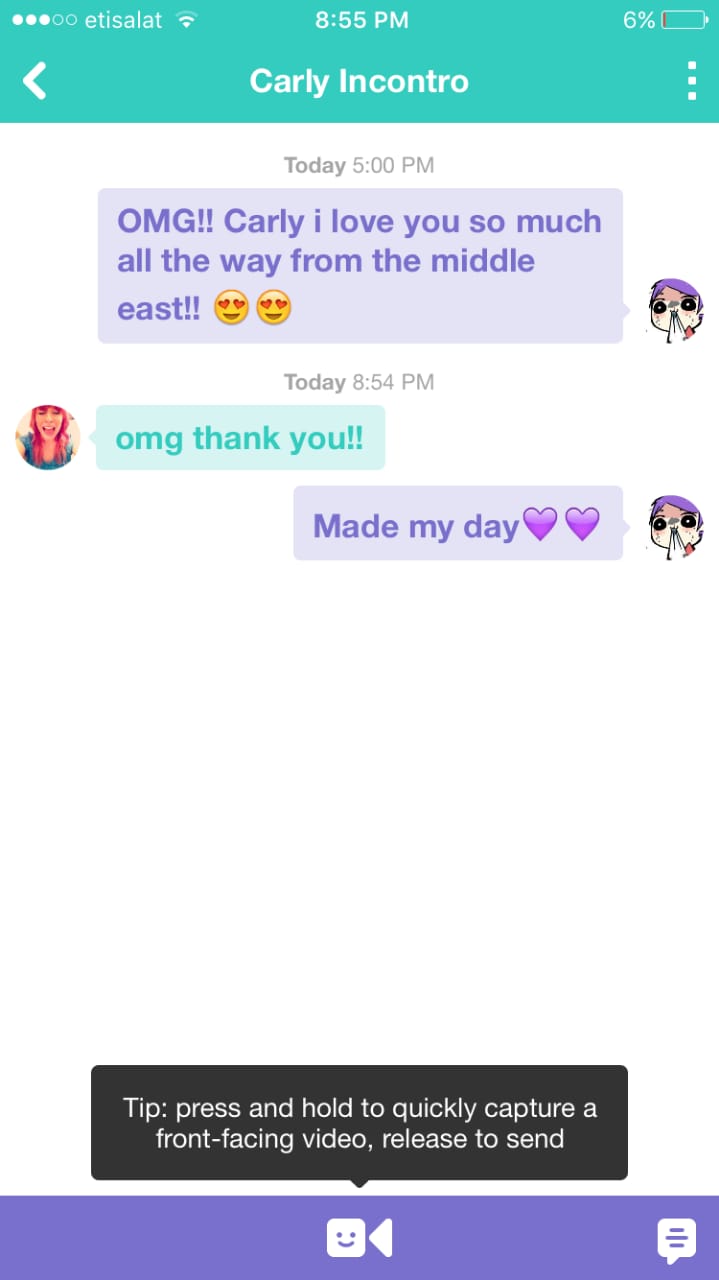 etisalat 8:55 PM 6%
Carly Incontro
Today 5:00 PM
OMG!! Carly i love you so much
all the way from the middle
east!! 😍😍
Today 8:54 PM
omg thank you!!
Made my day💜💜
Tip: press and hold to quickly capture a
front-facing video, release to send